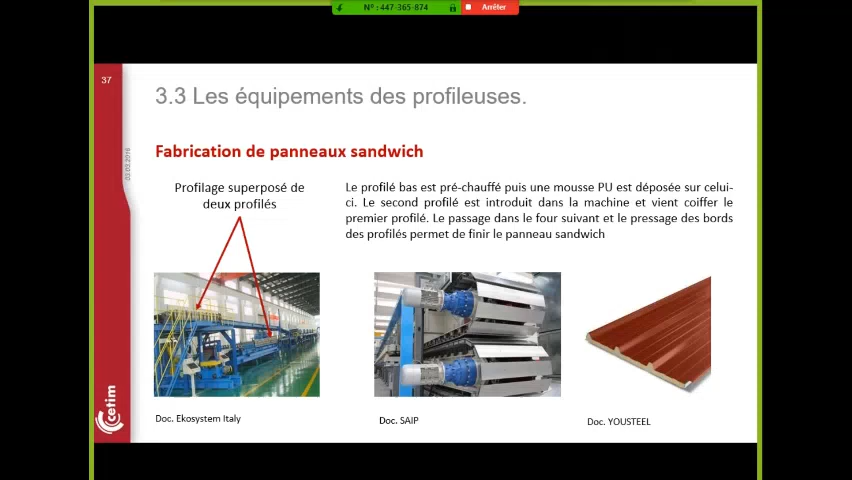 N° : 447-365-874
Arrêter
37
3.3 Les équipements des profileuses.
03.03.2016
Fabrication de panneaux sandwich
Profilage superposé de
deux profilés
Le profilé bas est pré-chauffé puis une mousse PU est déposée sur celui-
ci. Le second profilé est introduit dans la machine et vient coiffer le
premier profilé. Le passage dans le four suivant et le pressage des bords
des profilés permet de finir le panneau sandwich
cetim
Doc. Ekosystem Italy
Doc. SAIP
Doc. YOUSTEEL